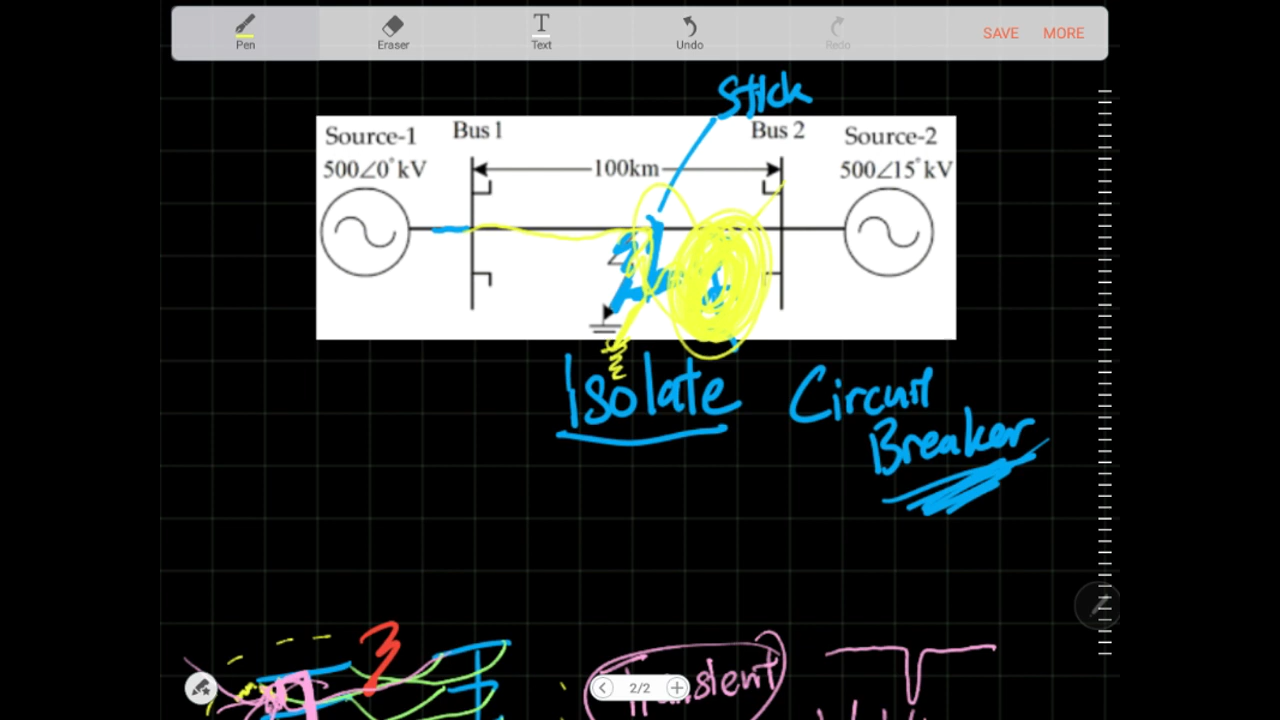 Pen
Eraser
Text
Undo
Redo
SAVE
MORE
Stick
Source-1
Bus 1
Bus 2
Source-2
500∠0° kV
100km
500∠15° kV
Isolate
Circuit
Breaker
3
2/2